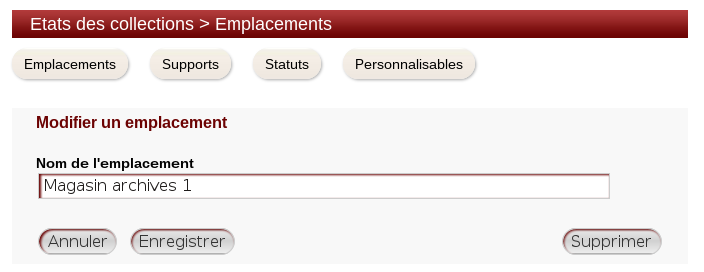 Etats des collections > Emplacements
Emplacements Supports Statuts Personnalisables
Modifier un emplacement
Nom de l'emplacement
Magasin archives 1
Annuler Enregistrer Supprimer